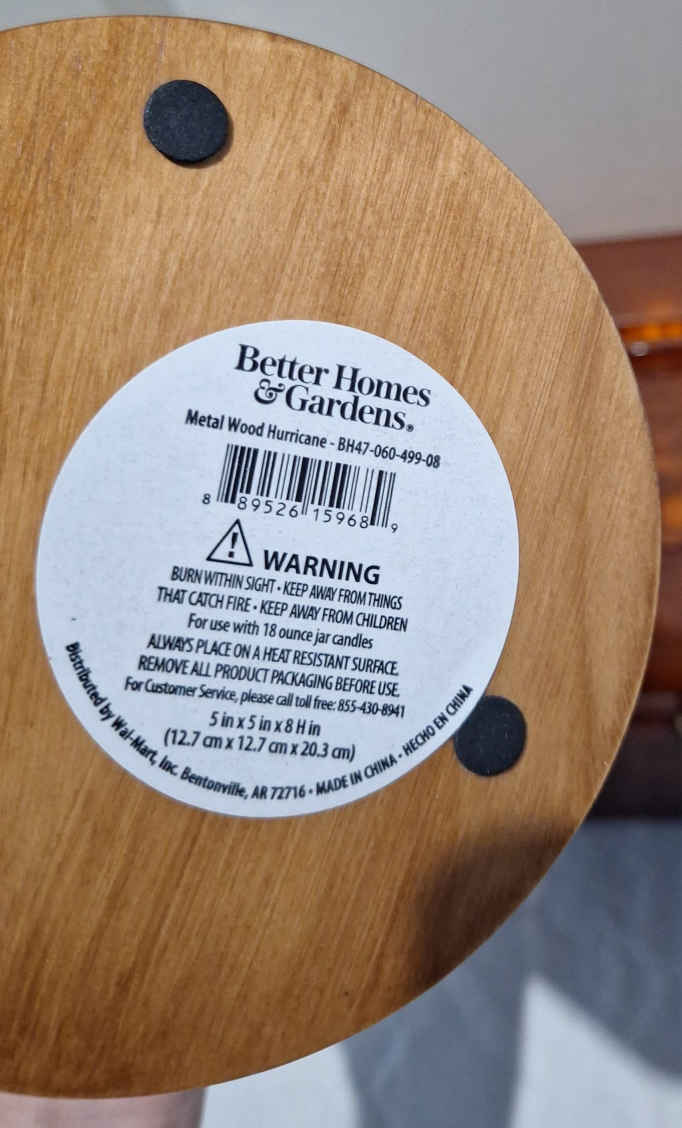 Better Homes
& Gardens®
Metal Wood Hurricane - BH47-060-499-08
8 89526 15968 9
WARNING
BURN WITHIN SIGHT • KEEP AWAY FROM THINGS
THAT CATCH FIRE • KEEP AWAY FROM CHILDREN
For use with 18 ounce jar candles
ALWAYS PLACE ON A HEAT RESISTANT SURFACE.
REMOVE ALL PRODUCT PACKAGING BEFORE USE.
For Customer Service, please call toll free: 855-430-8941
5 in x 5 in x 8 H in
(12.7 cm x 12.7 cm x 20.3 cm)
Distributed by Wal-Mart, Inc. Bentonville, AR 72716 • MADE IN CHINA • HECHO EN CHINA